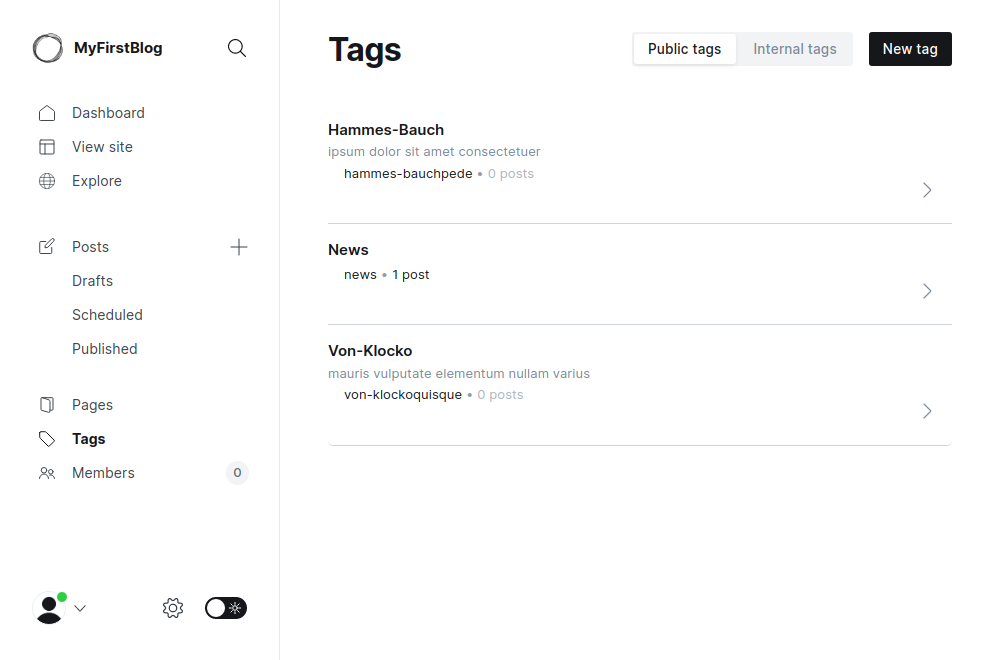 MyFirstBlog
Dashboard
View site
Explore
Posts
Drafts
Scheduled
Published
Pages
Tags
Members 0
Tags
Public tags Internal tags New tag
Hammes-Bauch
ipsum dolor sit amet consectetuer
hammes-bauchpede • 0 posts
News
news • 1 post
Von-Klocko
mauris vulputate elementum nullam varius
von-klockoquisque • 0 posts